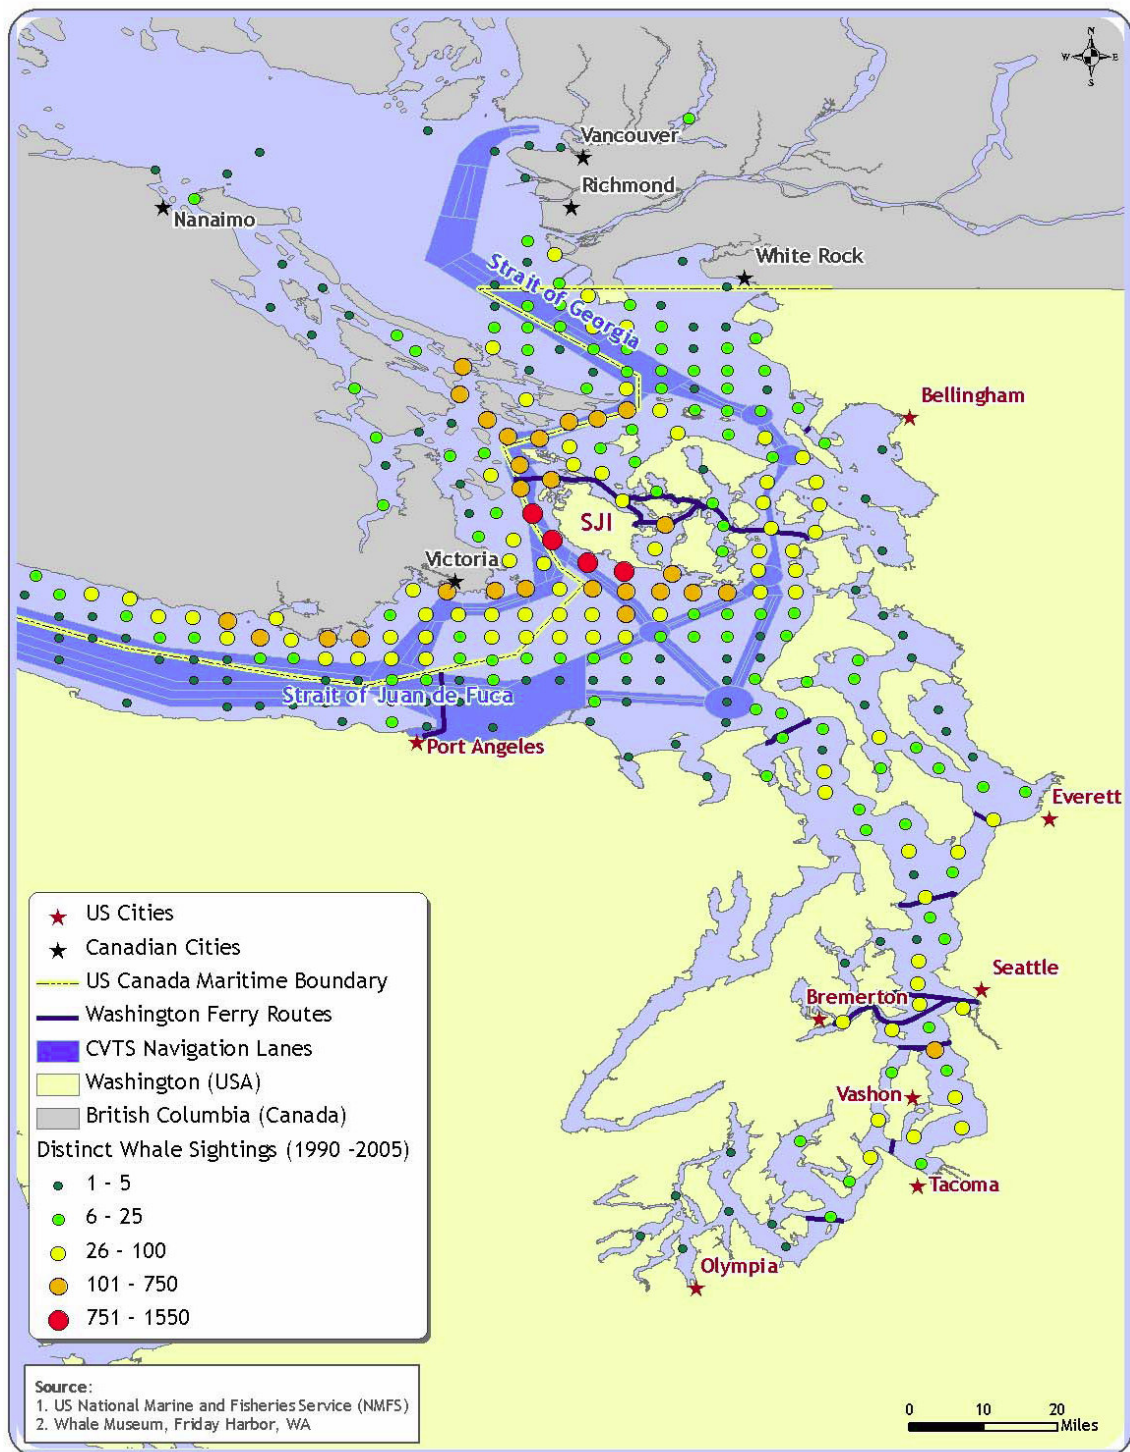 N
W E
S
Vancouver
Richmond
Nanaimo
White Rock
Strait of Georgia
Bellingham
SJI
Victoria
Strait of Juan de Fuca
Port Angeles
Everett
Seattle
Bremerton
Vashon
Tacoma
Olympia
US Cities
Canadian Cities
US Canada Maritime Boundary
Washington Ferry Routes
CVTS Navigation Lanes
Washington (USA)
British Columbia (Canada)
Distinct Whale Sightings (1990 -2005)
1 - 5
6 - 25
26 - 100
101 - 750
751 - 1550
Source:
1. US National Marine and Fisheries Service (NMFS)
2. Whale Museum, Friday Harbor, WA
0 10 20
Miles